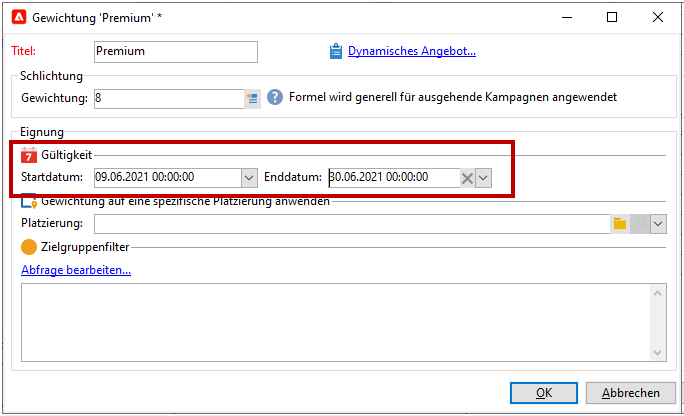 Gewichtung 'Premium' *
Titel: Premium Dynamisches Angebot...
Schlichtung
Gewichtung: 8 ? Formel wird generell für ausgehende Kampagnen angewendet
Eignung
7 Gültigkeit
Startdatum: 09.06.2021 00:00:00 Enddatum: 30.06.2021 00:00:00
Gewichtung auf eine spezifische Platzierung anwenden
Platzierung:
Zielgruppenfilter
Abfrage bearbeiten...
OK Abbrechen